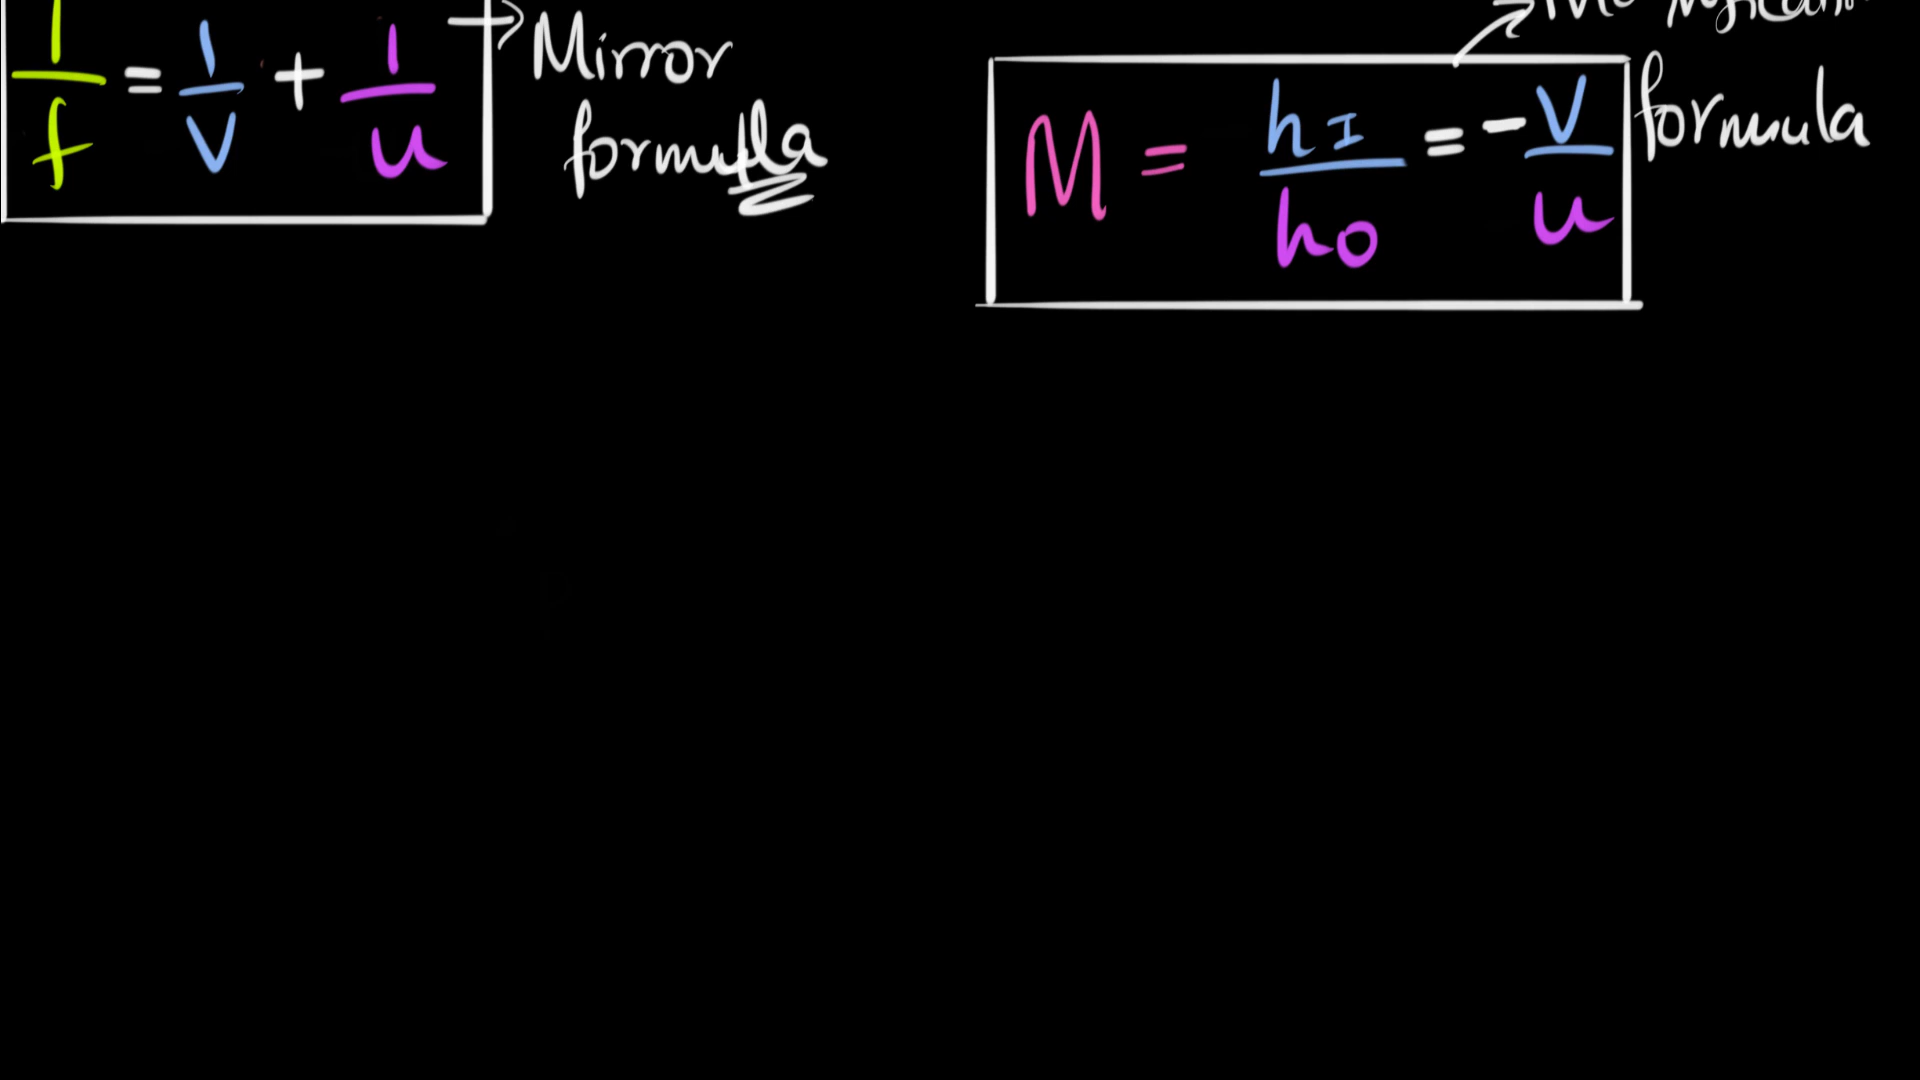 1/f = 1/v + 1/u → Mirror
formula
M = hI/ho = -v/u
formula